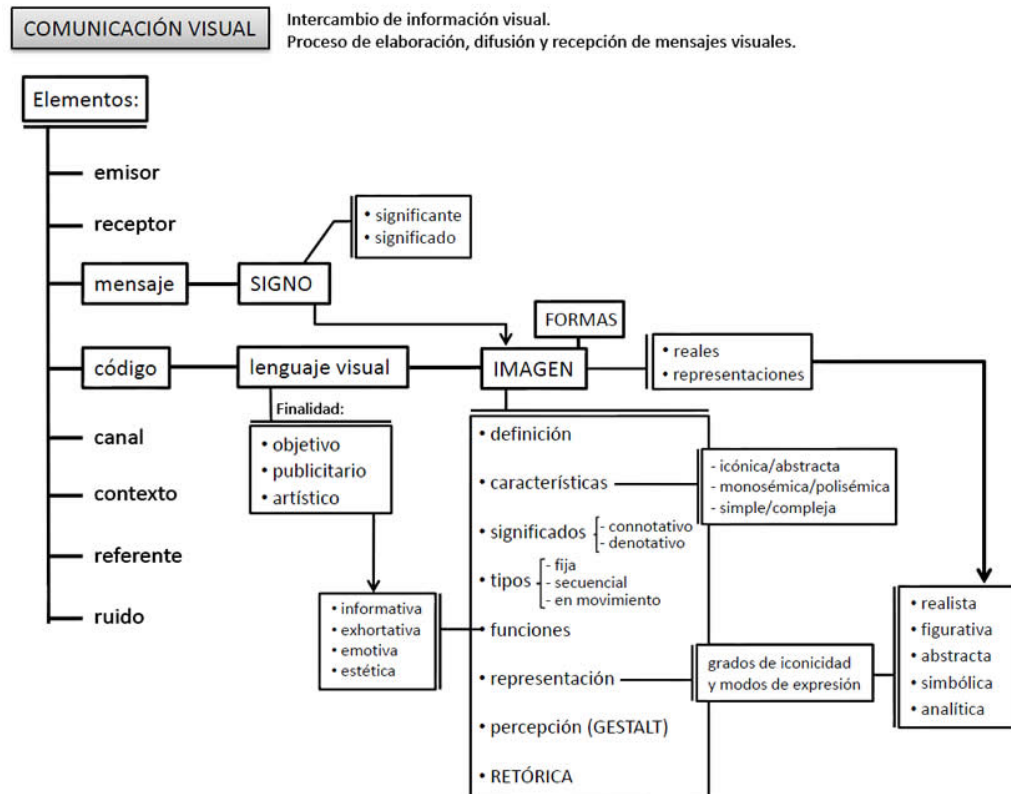 COMUNICACIÓN VISUAL
Intercambio de información visual.
Proceso de elaboración, difusión y recepción de mensajes visuales.
Elementos:
emisor
receptor
mensaje
código
canal
contexto
referente
ruido
SIGNO
• significante
• significado
lenguaje visual
Finalidad:
• objetivo
• publicitario
• artístico
• informativa
• exhortativa
• emotiva
• estética
FORMAS
IMAGEN
• reales
• representaciones
• definición
• características
- icónica/abstracta
- monosémica/polisémica
- simple/compleja
• significados
- connotativo
- denotativo
• tipos
- fija
- secuencial
- en movimiento
• funciones
• representación
grados de iconicidad
y modos de expresión
• percepción (GESTALT)
• RETÓRICA
• realista
• figurativa
• abstracta
• simbólica
• analítica